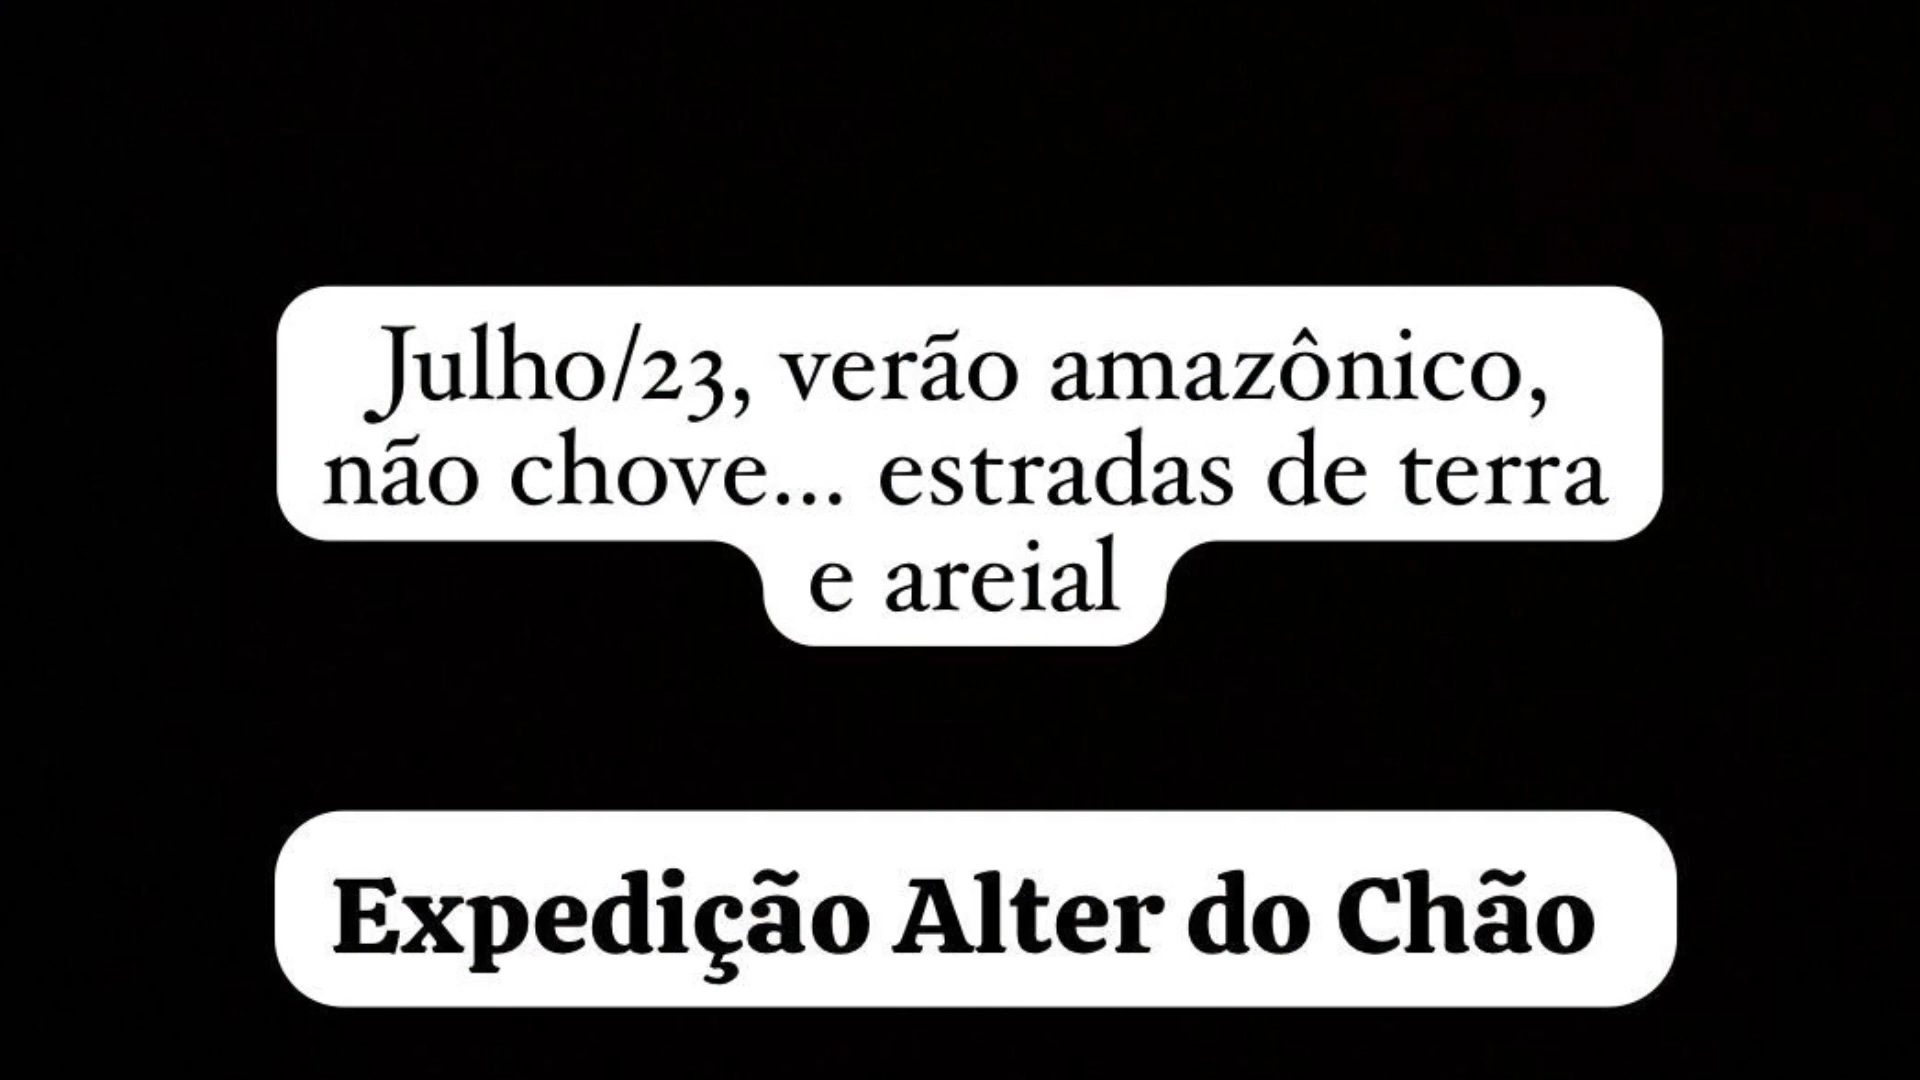 Julho/23, verão amazônico,
não chove... estradas de terra
e areial
Expedição Alter do Chão